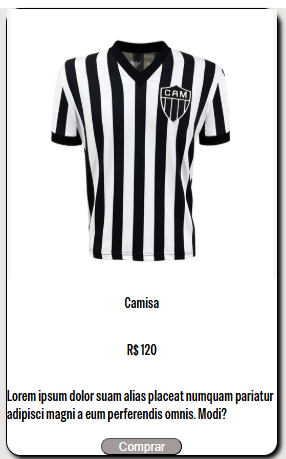 CAM
Camisa
R$ 120
Lorem ipsum dolor suam alias placeat numquam pariatur
adipisci magni a eum perferendis omnis. Modi?
Comprar